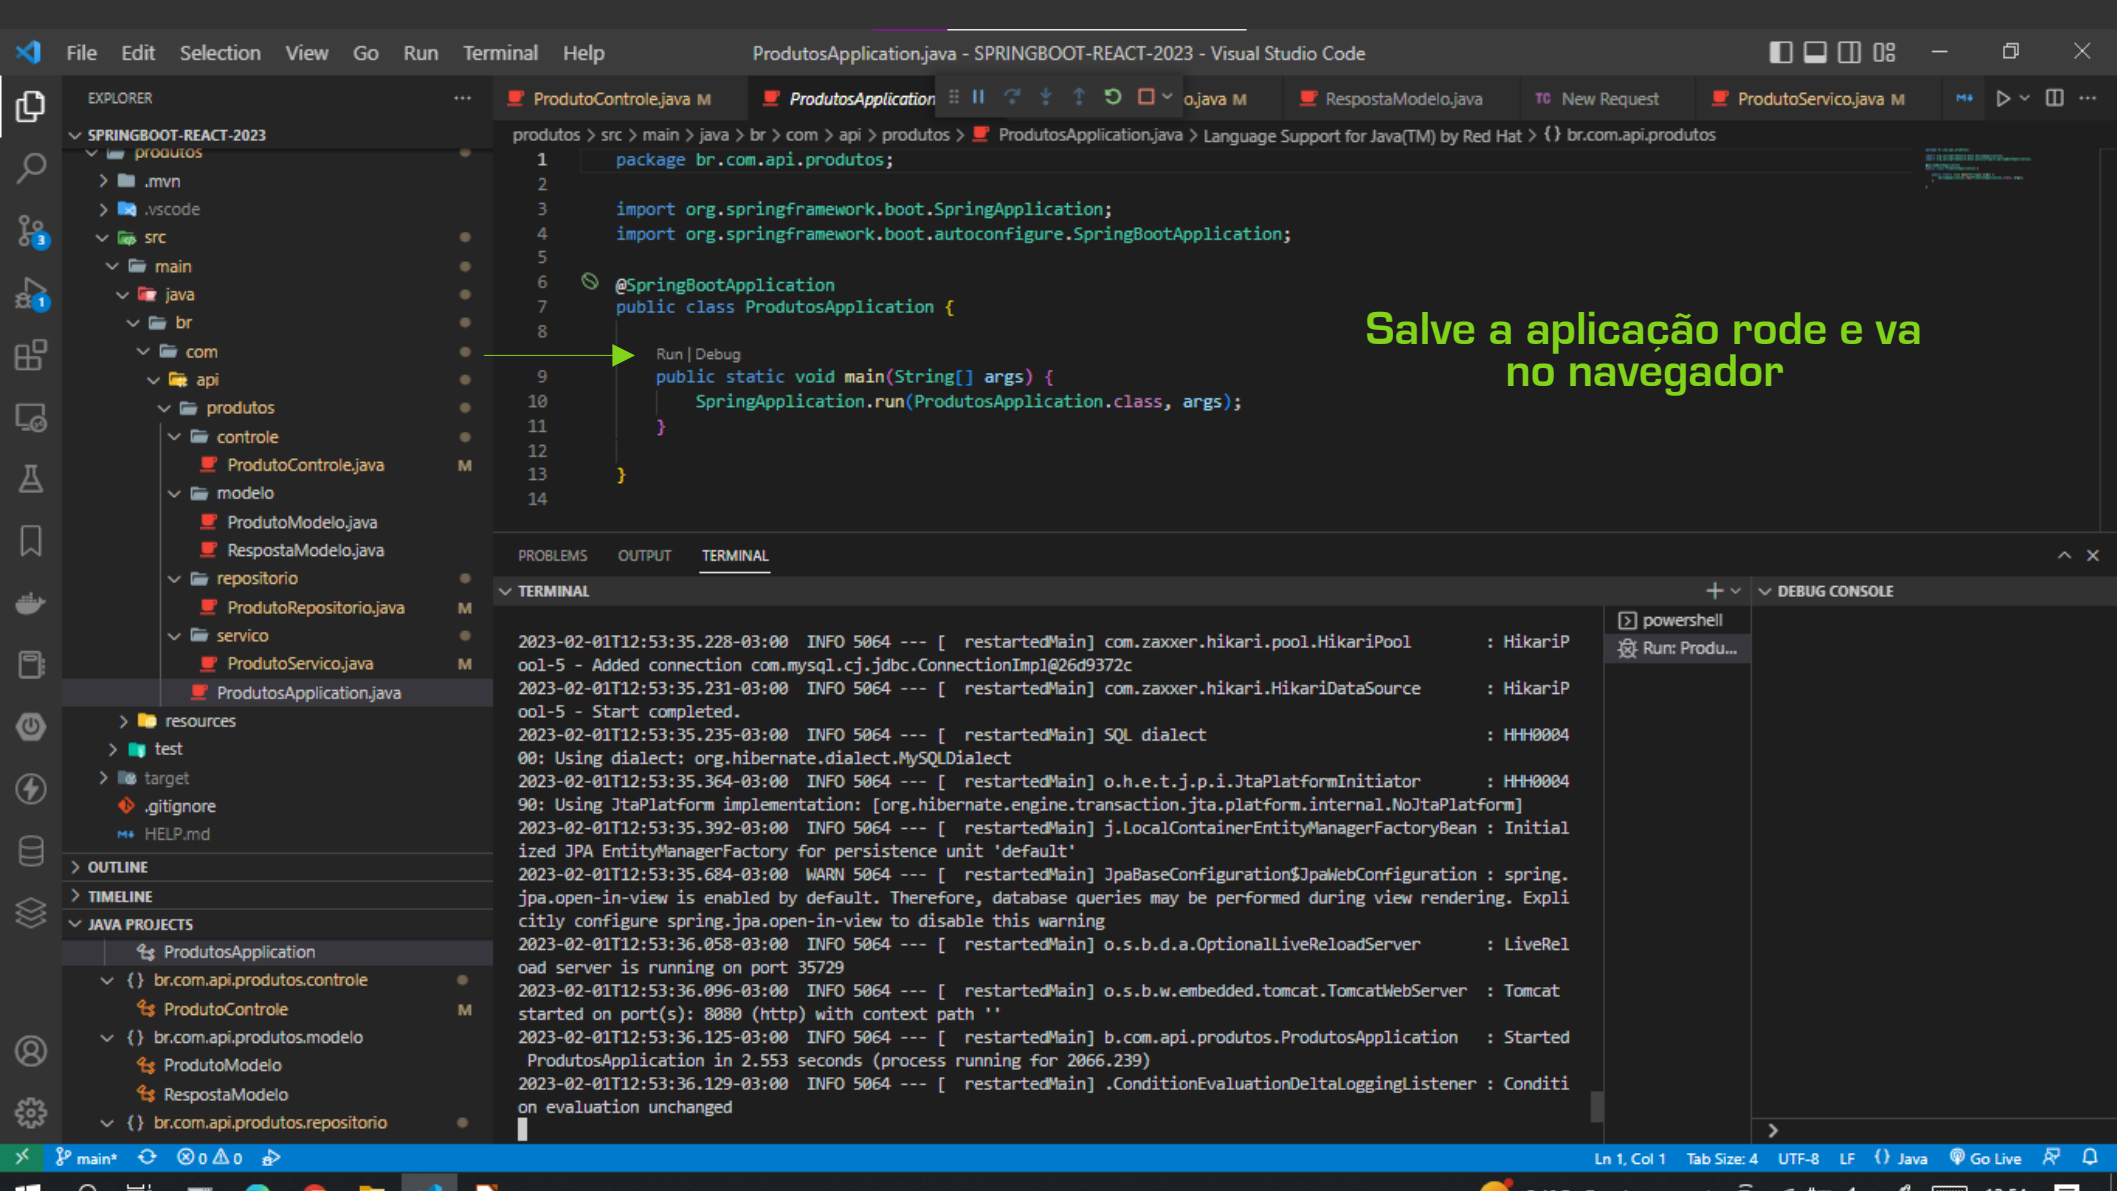 File Edit Selection View Go Run Terminal Help
ProdutosApplication.java - SPRINGBOOT-REACT-2023 - Visual Studio Code
EXPLORER
ProdutoControle.java M
ProdutosApplication
o.java M
RespostaModelo.java
TC New Request
ProdutoServico.java M
SPRINGBOOT-REACT-2023
produtos > src > main > java > br > com > api > produtos > ProdutosApplication.java > Language Support for Java(TM) by Red Hat > {} br.com.api.produtos
produtos
.mvn
.vscode
src
main
java
br
com
api
produtos
controle
ProdutoControle.java M
modelo
ProdutoModelo.java
RespostaModelo.java
repositorio
ProdutoRepositorio.java M
servico
ProdutoServico.java M
ProdutosApplication.java
resources
test
target
.gitignore
HELP.md
OUTLINE
TIMELINE
JAVA PROJECTS
ProdutosApplication
{} br.com.api.produtos.controle
ProdutoControle M
{} br.com.api.produtos.modelo
ProdutoModelo
RespostaModelo
{} br.com.api.produtos.repositorio
1 package br.com.api.produtos;
2
3 import org.springframework.boot.SpringApplication;
4 import org.springframework.boot.autoconfigure.SpringBootApplication;
5
6 @SpringBootApplication
7 public class ProdutosApplication {
8
Run | Debug
9 public static void main(String[] args) {
10 SpringApplication.run(ProdutosApplication.class, args);
11 }
12
13 }
14
Salve a aplicação rode e va
no navegador
PROBLEMS OUTPUT TERMINAL
TERMINAL
2023-02-01T12:53:35.228-03:00 INFO 5064 --- [ restartedMain] com.zaxxer.hikari.pool.HikariPool : HikariP
ool-5 - Added connection com.mysql.cj.jdbc.ConnectionImpl@26d9372c
2023-02-01T12:53:35.231-03:00 INFO 5064 --- [ restartedMain] com.zaxxer.hikari.HikariDataSource : HikariP
ool-5 - Start completed.
2023-02-01T12:53:35.235-03:00 INFO 5064 --- [ restartedMain] SQL dialect : HHH0004
00: Using dialect: org.hibernate.dialect.MySQLDialect
2023-02-01T12:53:35.364-03:00 INFO 5064 --- [ restartedMain] o.h.e.t.j.p.i.JtaPlatformInitiator : HHH0004
90: Using JtaPlatform implementation: [org.hibernate.engine.transaction.jta.platform.internal.NoJtaPlatform]
2023-02-01T12:53:35.392-03:00 INFO 5064 --- [ restartedMain] j.LocalContainerEntityManagerFactoryBean : Initial
ized JPA EntityManagerFactory for persistence unit 'default'
2023-02-01T12:53:35.684-03:00 WARN 5064 --- [ restartedMain] JpaBaseConfiguration$JpaWebConfiguration : spring.
jpa.open-in-view is enabled by default. Therefore, database queries may be performed during view rendering. Expli
citly configure spring.jpa.open-in-view to disable this warning
2023-02-01T12:53:36.058-03:00 INFO 5064 --- [ restartedMain] o.s.b.d.a.OptionalLiveReloadServer : LiveRel
oad server is running on port 35729
2023-02-01T12:53:36.096-03:00 INFO 5064 --- [ restartedMain] o.s.b.w.embedded.tomcat.TomcatWebServer : Tomcat
started on port(s): 8080 (http) with context path ''
2023-02-01T12:53:36.125-03:00 INFO 5064 --- [ restartedMain] b.com.api.produtos.ProdutosApplication : Started
ProdutosApplication in 2.553 seconds (process running for 2066.239)
2023-02-01T12:53:36.129-03:00 INFO 5064 --- [ restartedMain] .ConditionEvaluationDeltaLoggingListener : Conditi
on evaluation unchanged
powershell
Run: Produ...
DEBUG CONSOLE
main* 0 0
Ln 1, Col 1 Tab Size: 4 UTF-8 LF {} Java Go Live